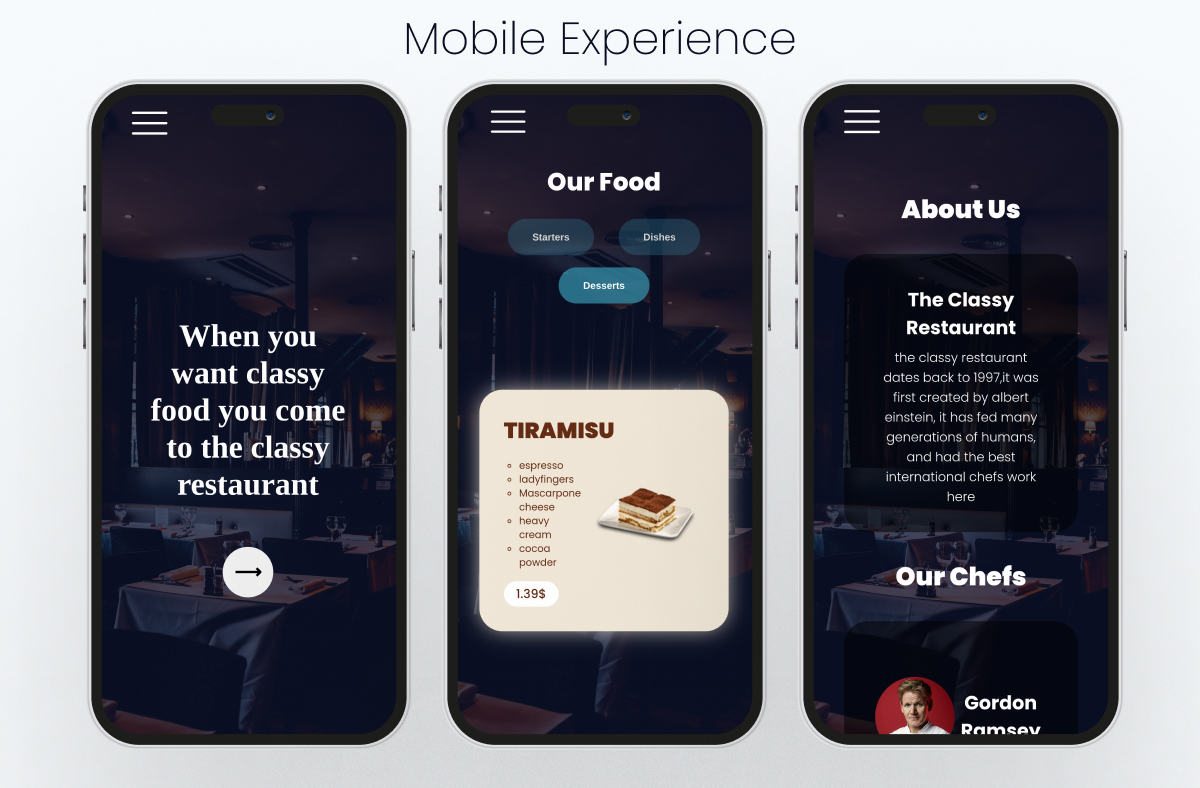 Mobile Experience
When you
want classy
food you come
to the classy
restaurant
Our Food
Starters
Dishes
Desserts
TIRAMISU
espresso
ladyfingers
Mascarpone
cheese
heavy
cream
cocoa
powder
1.39$
About Us
The Classy
Restaurant
the classy restaurant
dates back to 1997,it was
first created by albert
einstein, it has fed many
generations of humans,
and had the best
international chefs work
here
Our Chefs
Gordon
Ramsey